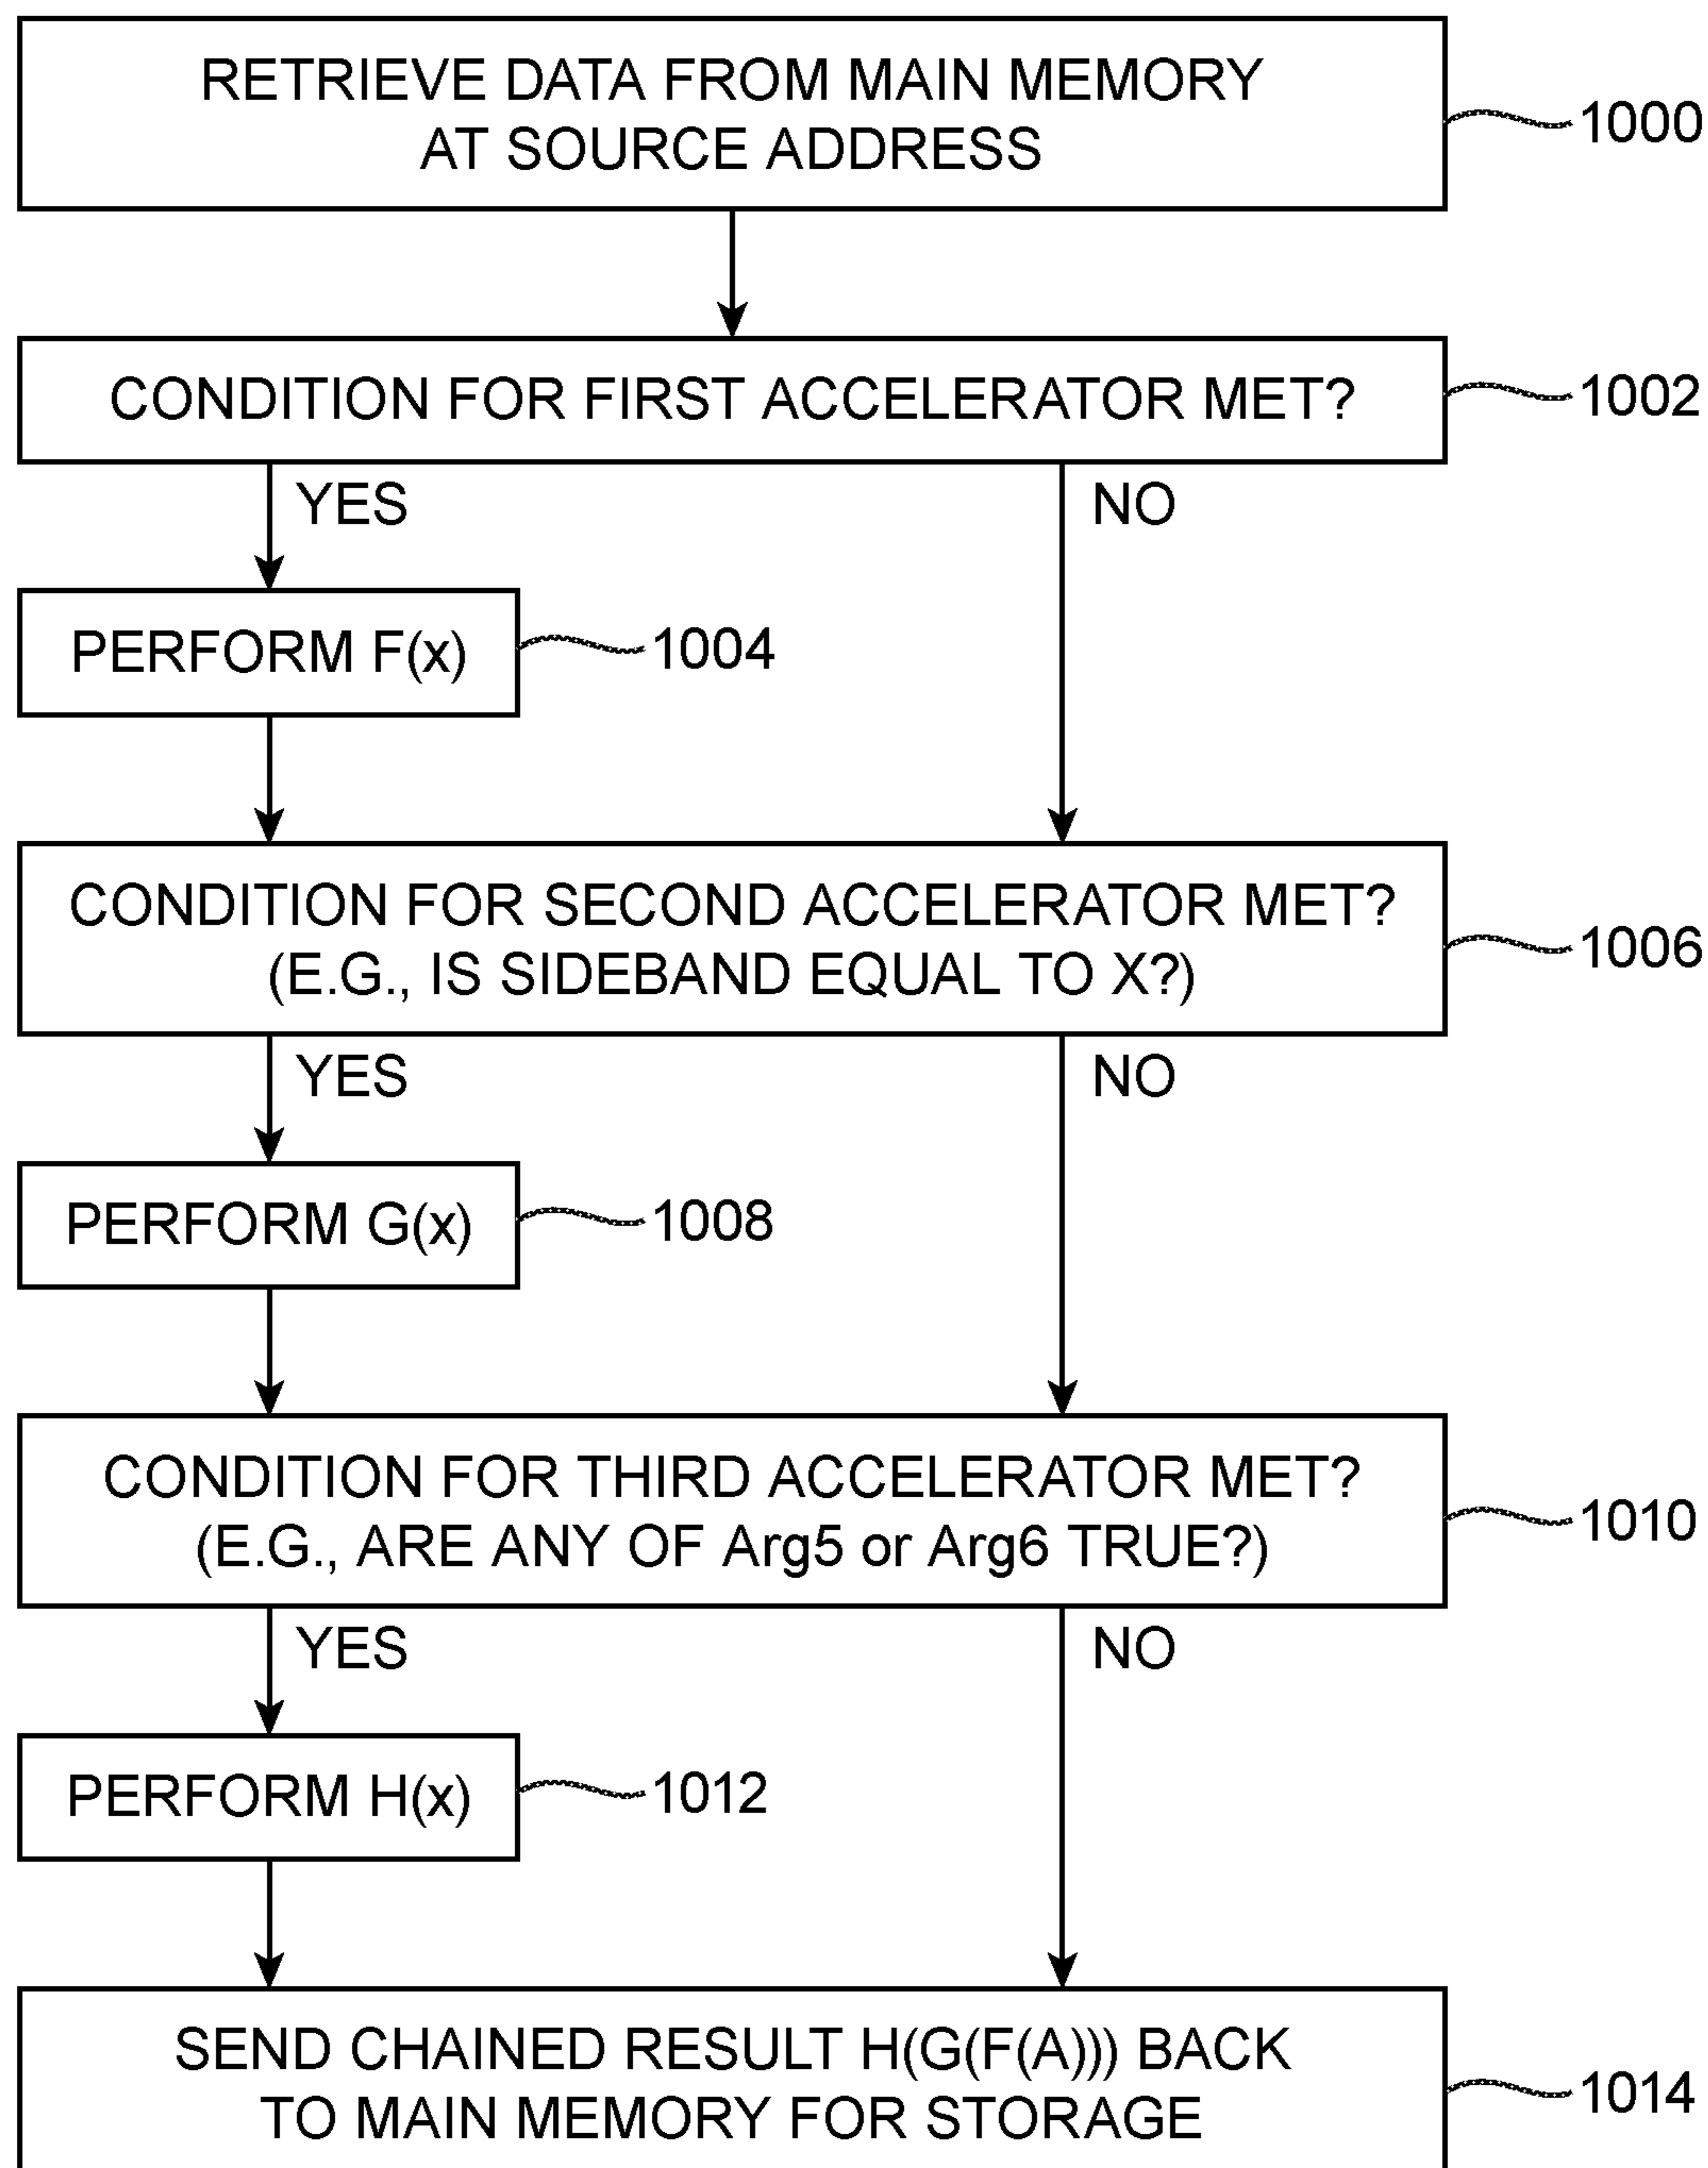 RETRIEVE DATA FROM MAIN MEMORY
AT SOURCE ADDRESS
1000
CONDITION FOR FIRST ACCELERATOR MET?
1002
YES
NO
PERFORM F(x)
1004
CONDITION FOR SECOND ACCELERATOR MET?
(E.G., IS SIDEBAND EQUAL TO X?)
1006
YES
NO
PERFORM G(x)
1008
CONDITION FOR THIRD ACCELERATOR MET?
(E.G., ARE ANY OF Arg5 or Arg6 TRUE?)
1010
YES
NO
PERFORM H(x)
1012
SEND CHAINED RESULT H(G(F(A))) BACK
TO MAIN MEMORY FOR STORAGE
1014